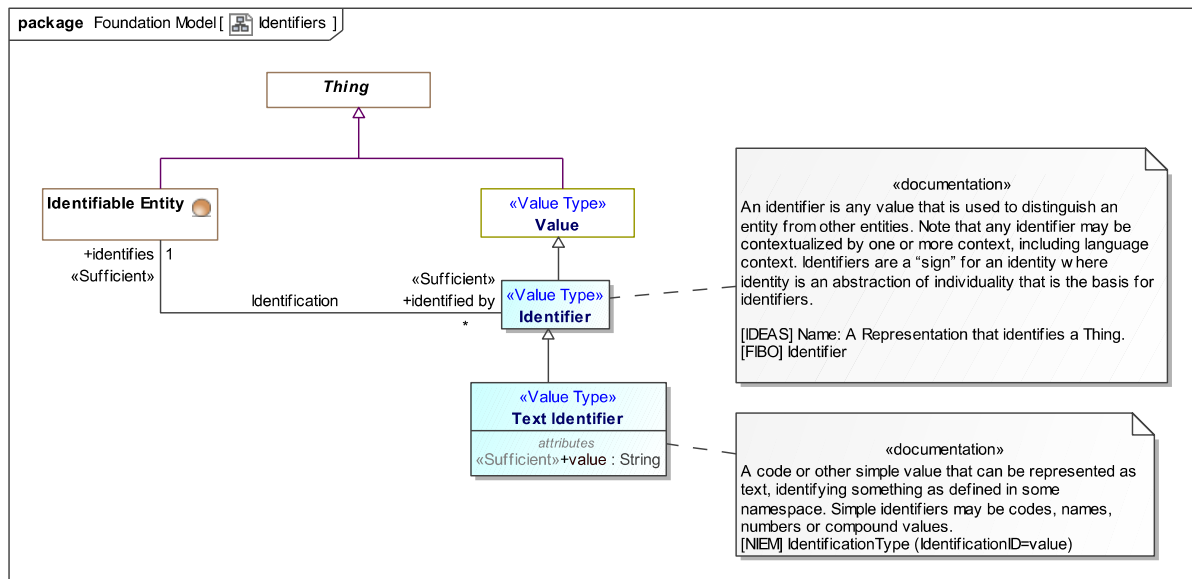 package Foundation Model [ Identifiers ]
Thing
Identifiable Entity
«Value Type»
Value
+identifies
1
«Sufficient»
Identification
«Sufficient»
+identified by
*
«Value Type»
Identifier
«Value Type»
Text Identifier
attributes
«Sufficient»+value : String
«documentation»
An identifier is any value that is used to distinguish an
entity from other entities. Note that any identifier may be
contextualized by one or more context, including language
context. Identifiers are a “sign” for an identity where
identity is an abstraction of individuality that is the basis for
identifiers.
[IDEAS] Name: A Representation that identifies a Thing.
[FIBO] Identifier
«documentation»
A code or other simple value that can be represented as
text, identifying something as defined in some
namespace. Simple identifiers may be codes, names,
numbers or compound values.
[NIEM] IdentificationType (IdentificationID=value)